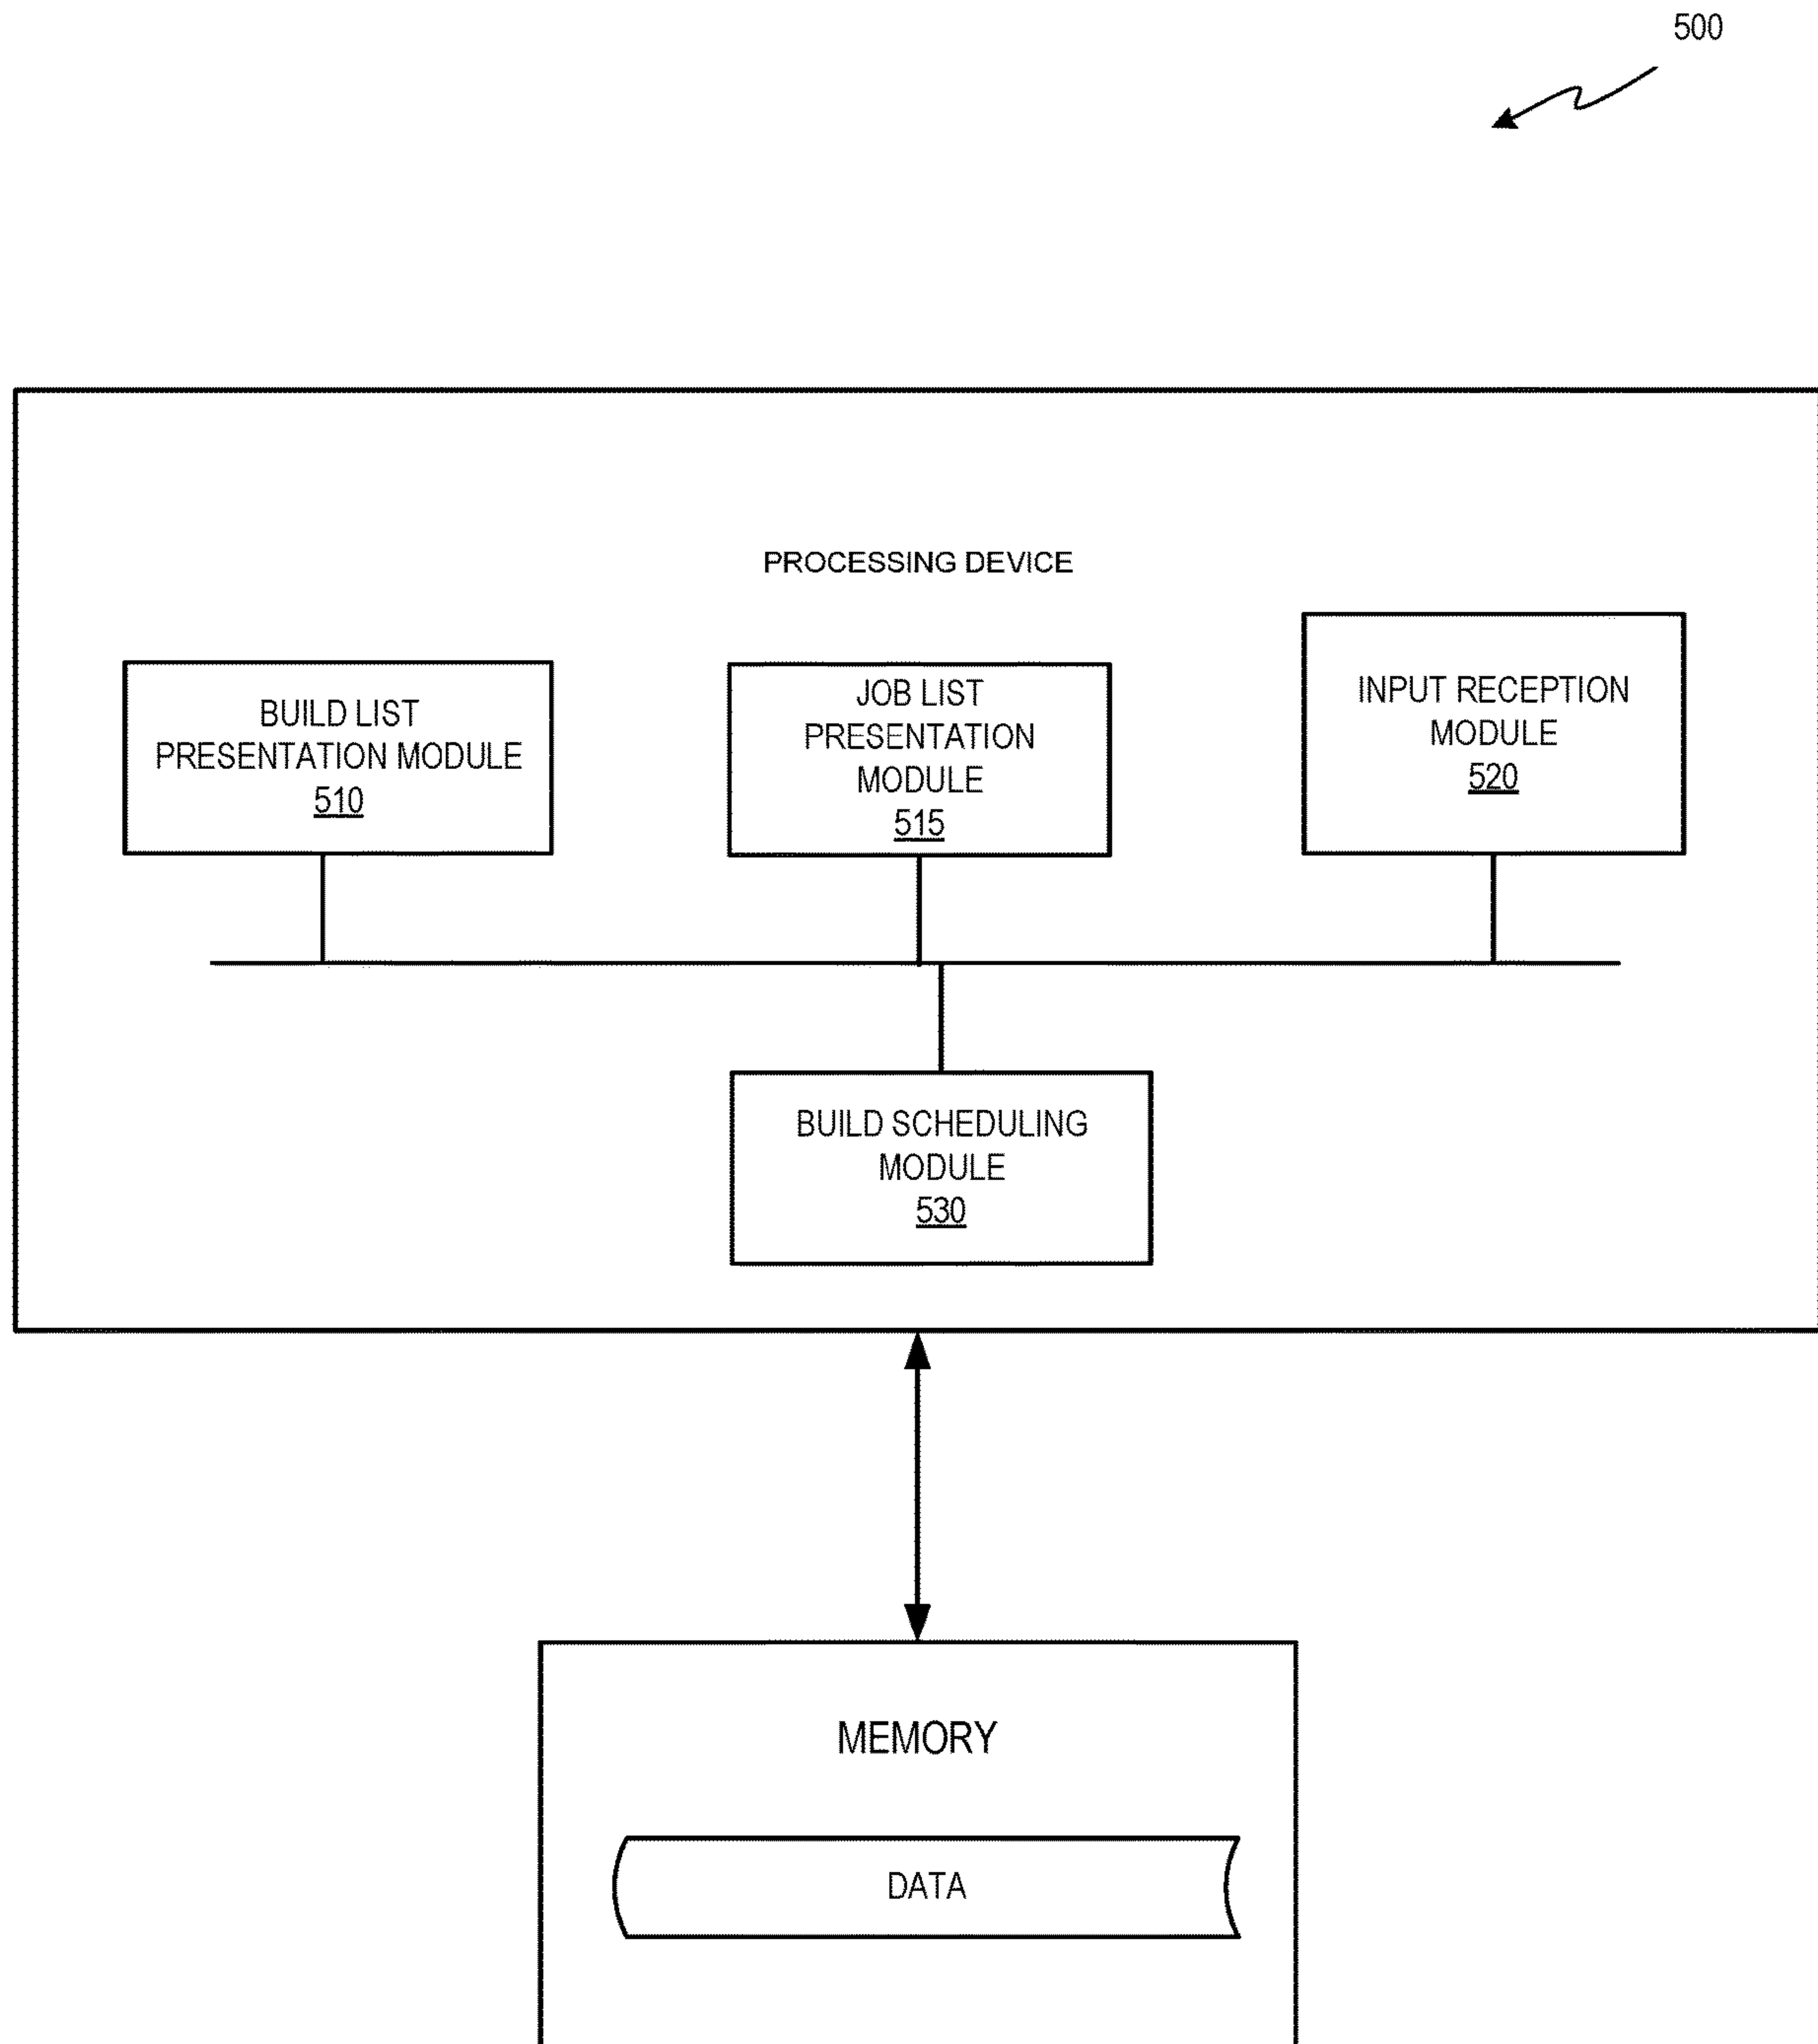 500
PROCESSING DEVICE
BUILD LIST
PRESENTATION MODULE
510
JOB LIST
PRESENTATION
MODULE
515
INPUT RECEPTION
MODULE
520
BUILD SCHEDULING
MODULE
530
MEMORY
DATA